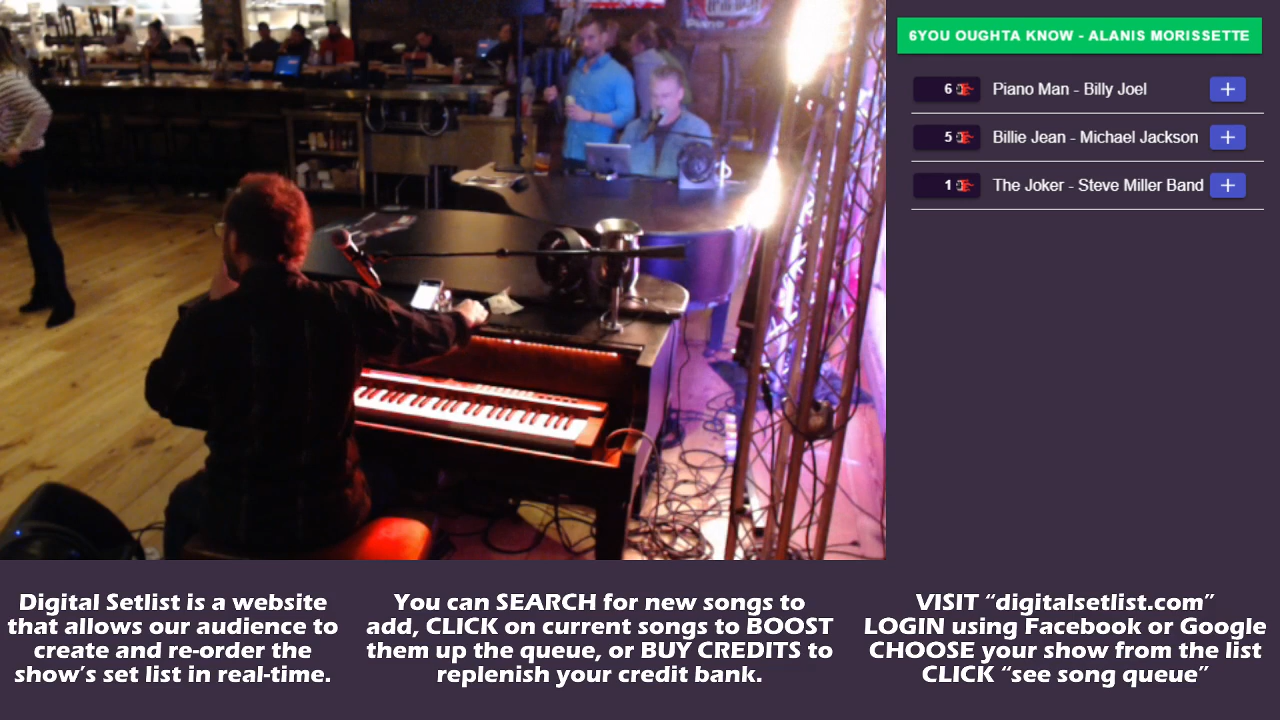 6YOU OUGHTA KNOW - ALANIS MORISSETTE
6 Piano Man - Billy Joel +
5 Billie Jean - Michael Jackson +
1 The Joker - Steve Miller Band +
Digital Setlist is a website
that allows our audience to
create and re-order the
show's set list in real-time.
You can SEARCH for new songs to
add, CLICK on current songs to BOOST
them up the queue, or BUY CREDITS to
replenish your credit bank.
VISIT “digitalsetlist.com”
LOGIN using Facebook or Google
CHOOSE your show from the list
CLICK “see song queue”